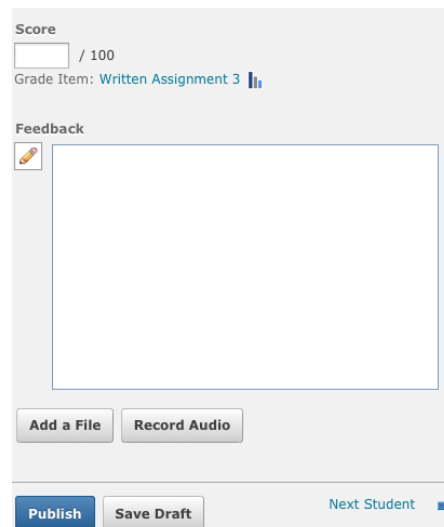 Score
/ 100
Grade Item: Written Assignment 3
Feedback
Add a File Record Audio
Publish Save Draft Next Student